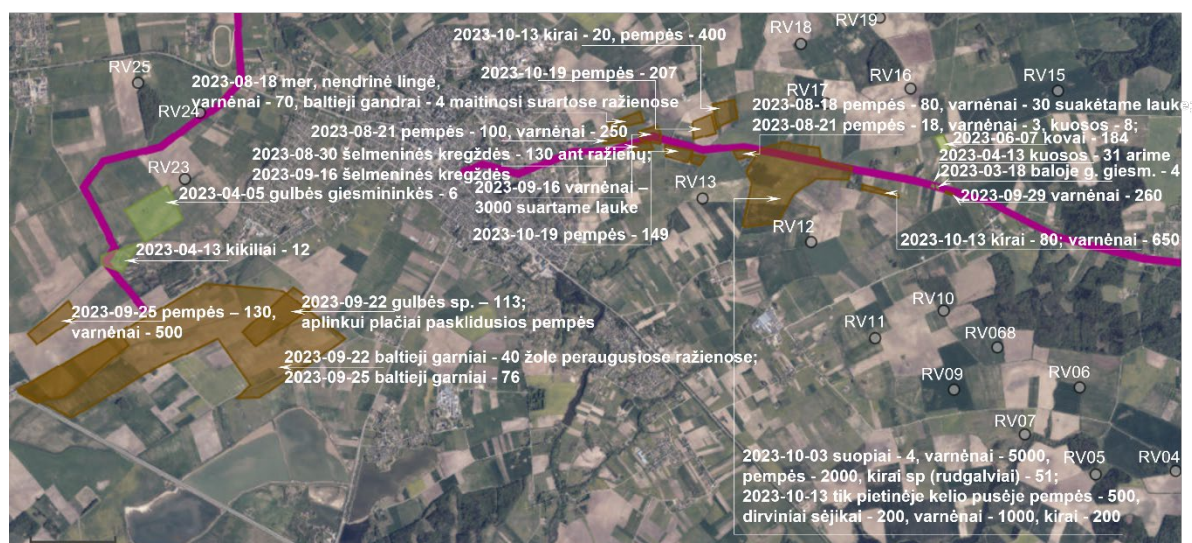 RV18
RV19
2023-10-13 kirai - 20, pempės - 400
RV25
2023-10-19 pempės - 207
RV16
RV15
2023-08-18 mer, nendrinė lingė,
varnėnai - 70, baltieji gandrai - 4 maitinosi suartose ražienose
RV17
RV24
2023-08-18 pempės - 80, varnėnai - 30 suakėtame lauke;
2023-08-21 pempės - 100, varnėnai - 250
2023-08-21 pempės - 18, varnėnai - 3, kuosos - 8;
2023-06-07 kovai - 184
2023-08-30 šelmeninės kregždės - 130 ant ražienų;
2023-04-13 kuosos - 31 arime
2023-09-16 šelmeninės kregždės
2023-03-18 baloje g. giesm. - 4
RV23
RV13
2023-04-05 gulbės giesmininkės - 6
2023-09-16 varnėnai –
3000 suartame lauke
2023-09-29 varnėnai - 260
2023-10-19 pempės - 149
RV12
2023-10-13 kirai - 80; varnėnai - 650
2023-04-13 kikiliai - 12
2023-09-22 gulbės sp. – 113;
aplinkui plačiai pasklidusios pempės
2023-09-25 pempės – 130,
varnėnai - 500
RV10
RV11
RV068
2023-09-22 baltieji garniai - 40 žole peraugusiose ražienose;
2023-09-25 baltieji garniai - 76
RV09
RV06
RV07
2023-10-03 suopiai - 4, varnėnai - 5000,
pempės - 2000, kirai sp (rudgalviai) - 51;
RV05
RV04
2023-10-13 tik pietinėje kelio pusėje pempės - 500,
dirviniai sėjikai - 200, varnėnai - 1000, kirai - 200